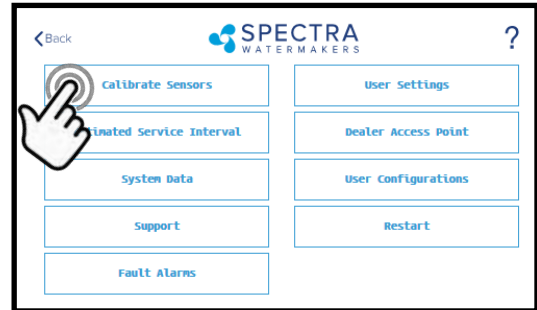 Back
SPECTRA
WATERMAKERS
?
Calibrate Sensors
User Settings
timated Service Interval
Dealer Access Point
System Data
User Configurations
Support
Restart
Fault Alarms